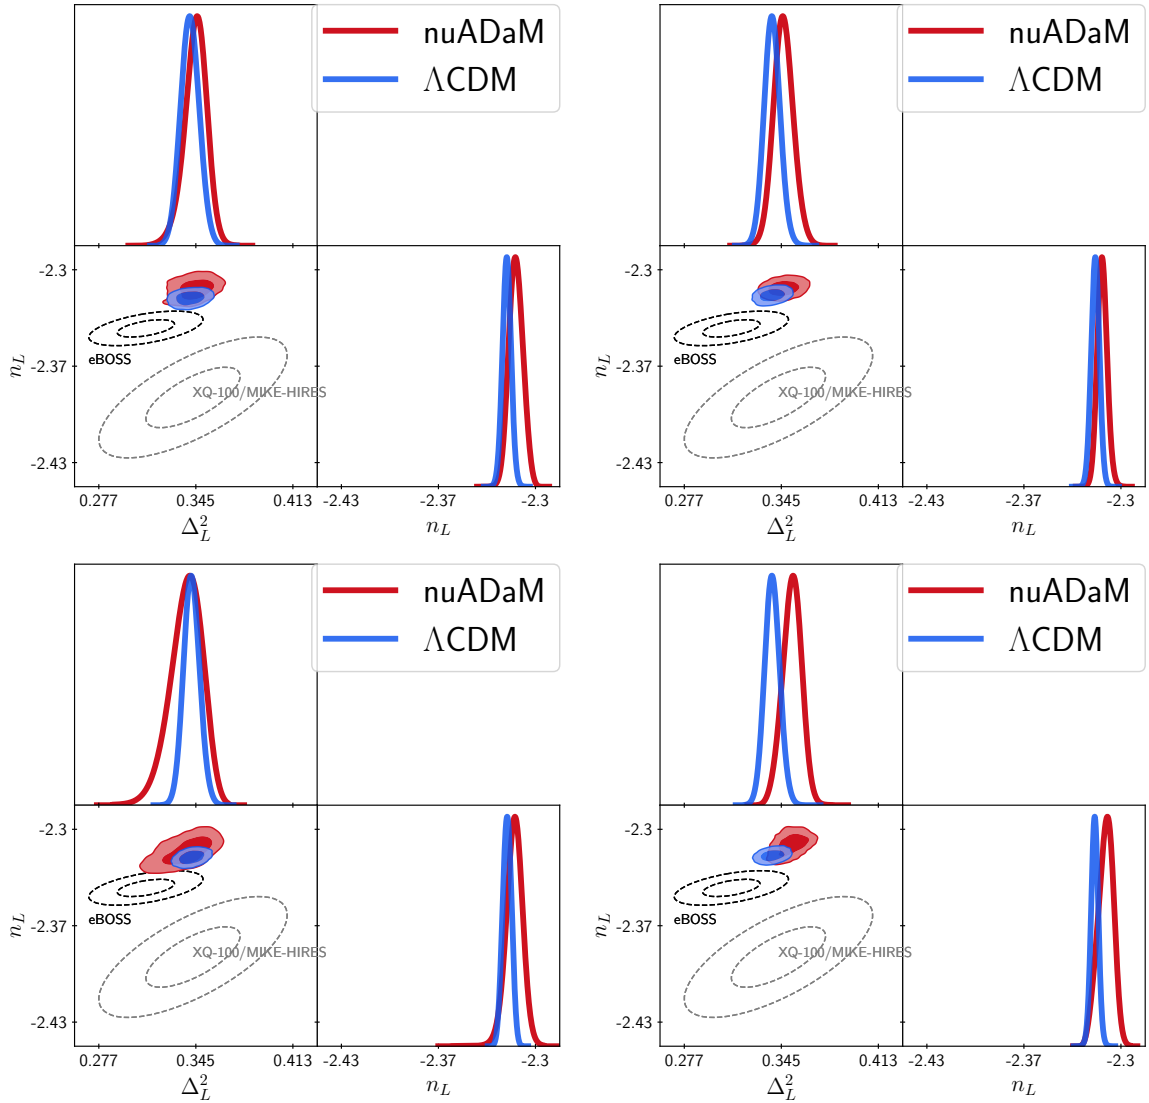 nuADaM
ΛCDM
-2.3
-2.37
-2.43
n_L
eBOSS
XQ-100/MIKE-HIRES
0.277 0.345 0.413
Δ_L^2
-2.43 -2.37 -2.3
n_L
nuADaM
ΛCDM
-2.3
-2.37
-2.43
n_L
eBOSS
XQ-100/MIKE-HIRES
0.277 0.345 0.413
Δ_L^2
-2.43 -2.37 -2.3
n_L
nuADaM
ΛCDM
-2.3
-2.37
-2.43
n_L
eBOSS
XQ-100/MIKE-HIRES
0.277 0.345 0.413
Δ_L^2
-2.43 -2.37 -2.3
n_L
nuADaM
ΛCDM
-2.3
-2.37
-2.43
n_L
eBOSS
XQ-100/MIKE-HIRES
0.277 0.345 0.413
Δ_L^2
-2.43 -2.37 -2.3
n_L